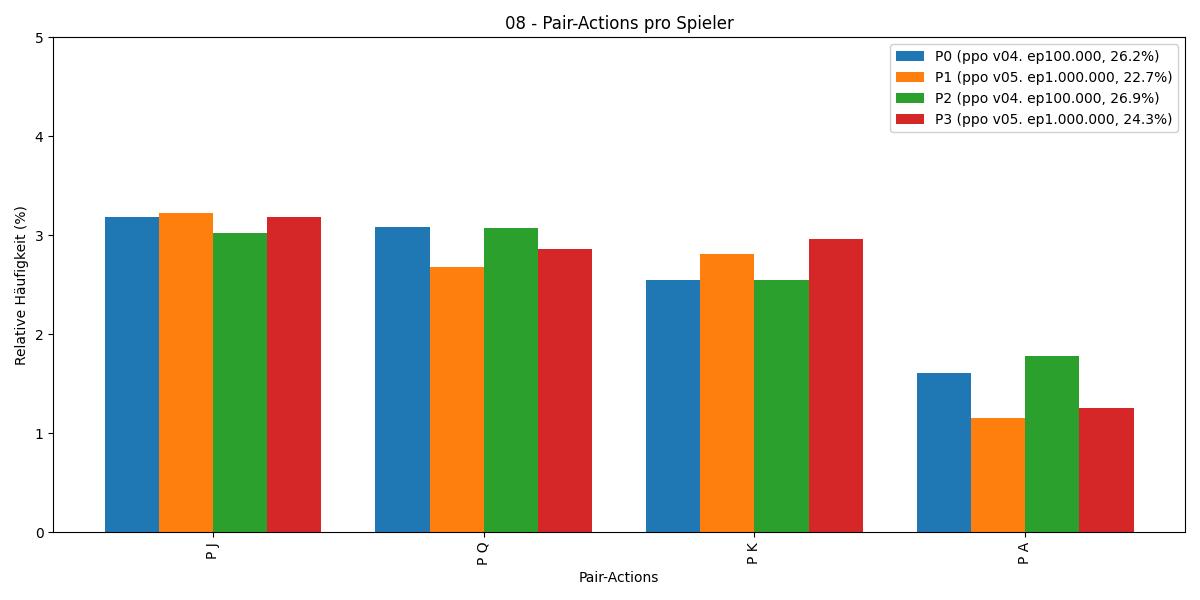 08 - Pair-Actions pro Spieler
P0 (ppo v04. ep100.000, 26.2%)
P1 (ppo v05. ep1.000.000, 22.7%)
P2 (ppo v04. ep100.000, 26.9%)
P3 (ppo v05. ep1.000.000, 24.3%)
Relative Häufigkeit (%)
5
4
3
2
1
0
P J
P Q
P K
P A
Pair-Actions